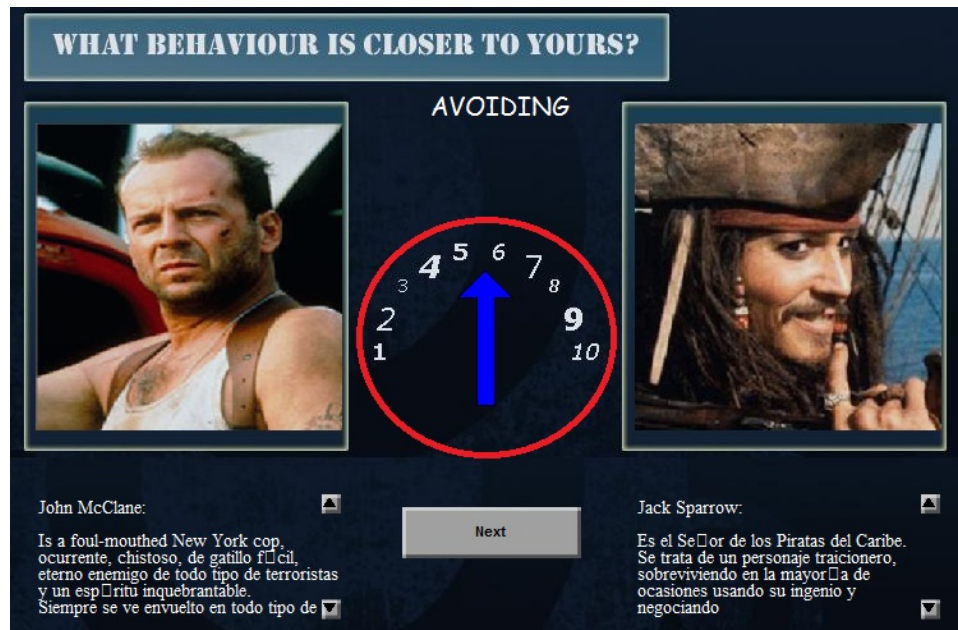 WHAT BEHAVIOUR IS CLOSER TO YOURS?
AVOIDING
1
2
3
4
5
6
7
8
9
10
John McClane:
Is a foul-mouthed New York cop,
ocurrente, chistoso, de gatillo f□cil,
eterno enemigo de todo tipo de terroristas
y un esp□ritu inquebrantable.
Siempre se ve envuelto en todo tipo de
Next
Jack Sparrow:
Es el Se□or de los Piratas del Caribe.
Se trata de un personaje traicionero,
sobreviviendo en la mayor□a de
ocasiones usando su ingenio y
negociando